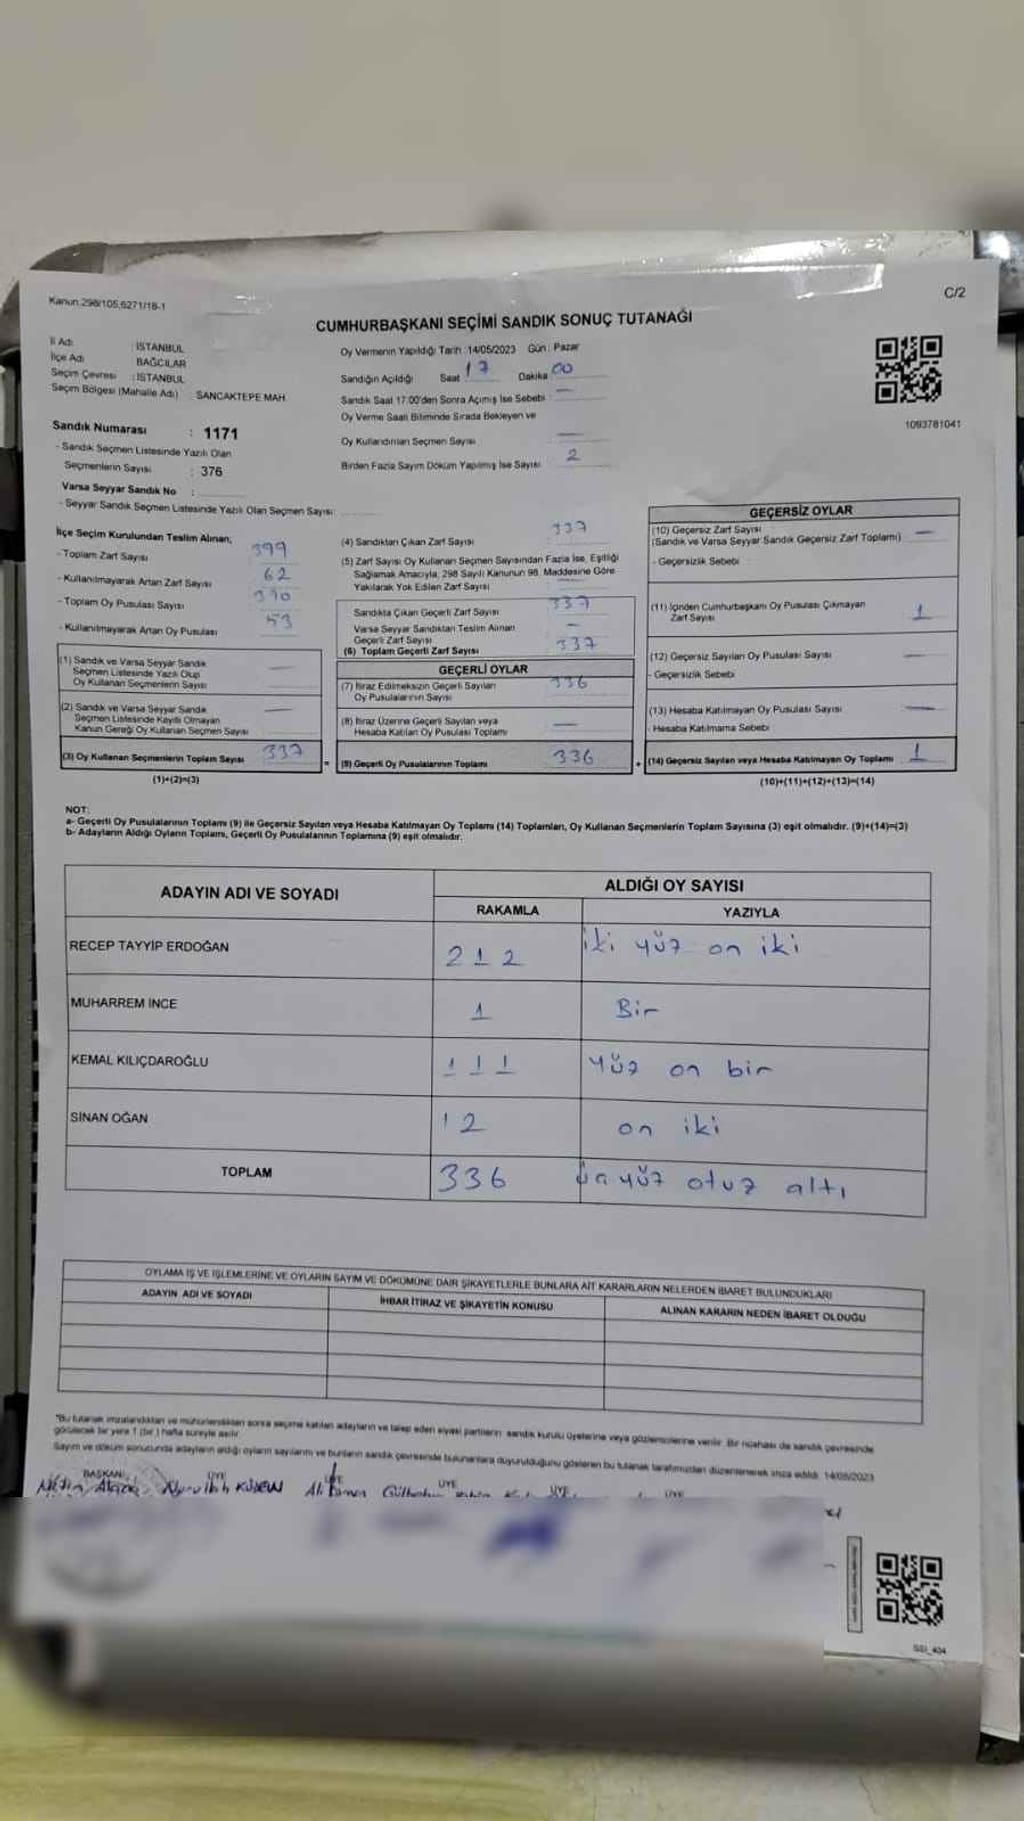 Kanun:298/105,6271/18-1
C/2
CUMHURBAŞKANI SEÇİMİ SANDIK SONUÇ TUTANAĞI
İl Adı : İSTANBUL
İlçe Adı : BAĞCILAR
Seçim Çevresi : İSTANBUL
Seçim Bölgesi (Mahalle Adı) SANCAKTEPE MAH.
Sandık Numarası : 1171
- Sandık Seçmen Listesinde Yazılı Olan
Seçmenlerin Sayısı : 376
Varsa Seyyar Sandık No :
- Seyyar Sandık Seçmen Listesinde Yazılı Olan Seçmen Sayısı:
Oy Vermenin Yapıldığı Tarih :14/05/2023 Gün : Pazar
Sandığın Açıldığı Saat 17 Dakika 00
Sandık Saat 17:00'den Sonra Açılmış İse Sebebi : —
Oy Verme Saati Bitiminde Sırada Bekleyen ve
Oy Kullandırılan Seçmen Sayısı —
Birden Fazla Sayım Döküm Yapılmış İse Sayısı: 2
1093781041
İlçe Seçim Kurulundan Teslim Alınan;
- Toplam Zarf Sayısı 399
- Kullanılmayarak Artan Zarf Sayısı 62
- Toplam Oy Pusulası Sayısı 390
- Kullanılmayarak Artan Oy Pusulası 53
(1) Sandık ve Varsa Seyyar Sandık
Seçmen Listesinde Yazılı Olup
Oy Kullanan Seçmenlerin Sayısı —
(2) Sandık ve Varsa Seyyar Sandık
Seçmen Listesinde Kayıtlı Olmayan
Kanun Gereği Oy Kullanan Seçmen Sayısı —
(3) Oy Kullanan Seçmenlerin Toplam Sayısı 337
(1)+(2)=(3)
(4) Sandıktan Çıkan Zarf Sayısı 337
(5) Zarf Sayısı Oy Kullanan Seçmen Sayısından Fazla İse, Eşitliği
Sağlamak Amacıyla, 298 Sayılı Kanunun 98. Maddesine Göre
Yakılarak Yok Edilen Zarf Sayısı
Sandıkta Çıkan Geçerli Zarf Sayısı 337
Varsa Seyyar Sandıktan Teslim Alınan
Geçerli Zarf Sayısı —
(6) Toplam Geçerli Zarf Sayısı 337
GEÇERLİ OYLAR
(7) İtiraz Edilmeksizin Geçerli Sayılan
Oy Pusulalarının Sayısı 336
(8) İtiraz Üzerine Geçerli Sayılan veya
Hesaba Katılan Oy Pusulası Toplamı —
= (9) Geçerli Oy Pusulalarının Toplamı 336
GEÇERSİZ OYLAR
(10) Geçersiz Zarf Sayısı
(Sandık ve Varsa Seyyar Sandık Geçersiz Zarf Toplamı) —
- Geçersizlik Sebebi
(11) İçinden Cumhurbaşkanı Oy Pusulası Çıkmayan
Zarf Sayısı 1
(12) Geçersiz Sayılan Oy Pusulası Sayısı —
- Geçersizlik Sebebi
(13) Hesaba Katılmayan Oy Pusulası Sayısı —
- Hesaba Katılmama Sebebi
+ (14) Geçersiz Sayılan veya Hesaba Katılmayan Oy Toplamı 1
(10)+(11)+(12)+(13)=(14)
NOT:
a- Geçerli Oy Pusulalarının Toplamı (9) ile Geçersiz Sayılan veya Hesaba Katılmayan Oy Toplamı (14) Toplamları, Oy Kullanan Seçmenlerin Toplam Sayısına (3) eşit olmalıdır. (9)+(14)=(3)
b- Adayların Aldığı Oyların Toplamı, Geçerli Oy Pusulalarının Toplamına (9) eşit olmalıdır.
ADAYIN ADI VE SOYADI
ALDIĞI OY SAYISI
RAKAMLA YAZIYLA
RECEP TAYYİP ERDOĞAN 212 iki yüz on iki
MUHARREM İNCE 1 Bir
KEMAL KILIÇDAROĞLU 111 yüz on bir
SİNAN OĞAN 12 on iki
TOPLAM 336 yüz otuz altı
OYLAMA İŞ VE İŞLEMLERİNE VE OYLARIN SAYIM VE DÖKÜMÜNE DAİR ŞİKAYETLERLE BUNLARA AİT KARARLARIN NELERDEN İBARET BULUNDUKLARI
ADAYIN ADI VE SOYADI İHBAR İTİRAZ VE ŞİKAYETİN KONUSU ALINAN KARARIN NEDEN İBARET OLDUĞU
*Bu tutanak imzalandıktan ve mühürlendikten sonra seçime katılan adayların ve talep eden siyasi partilerin sandık kurulu üyelerine veya gözlemcilerine verilir. Bir nüshası da sandık çevresinde
görülecek bir yere 1 (bir) hafta süreyle asılır.
Sayım ve döküm sonucunda adayların aldığı oyların sayılarını ve bunların sandık çevresinde bulunanlara duyurulduğunu gösteren bu tutanak tarafımızdan düzenlenerek imza edildi. 14/05/2023
BAŞKAN ÜYE ÜYE ÜYE ÜYE ÜYE